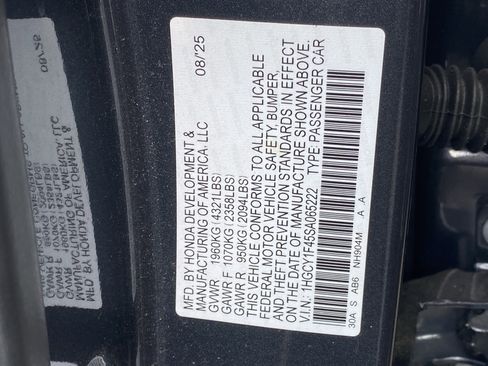 MFD. BY HONDA DEVELOPMENT & 08/25
MANUFACTURING OF AMERICA, LLC
GVWR 1960KG(4321LBS)
GAWR F 1070KG(2358LBS)
GAWR R 950KG(2094LBS)
THIS VEHICLE CONFORMS TO ALL APPLICABLE
FEDERAL MOTOR VEHICLE SAFETY, BUMPER,
AND THEFT PREVENTION STANDARDS IN EFFECT
ON THE DATE OF MANUFACTURE SHOWN ABOVE.
V.I.N.: 1HGCY1F45SA065222 TYPE: PASSENGER CAR
30A S AB6 NH904M A A